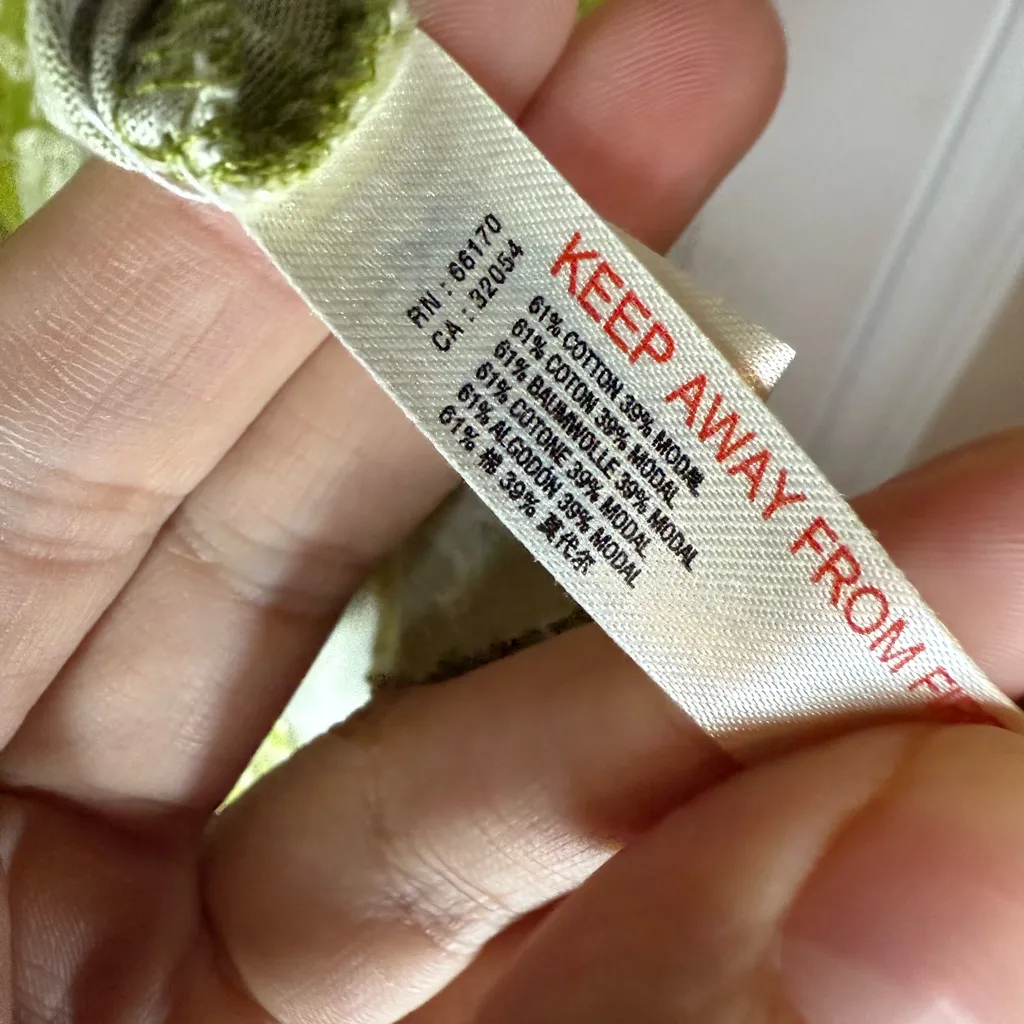 RN : 66170
CA : 32054
KEEP AWAY FROM
61% COTTON 39% MODAL
61% COTON 39% MODAL
61% BAUMWOLLE 39% MODAL
61% COTONE 39% MODAL
61% ALGODÓN 39% MODAL
61% 棉 39% 莫代尔